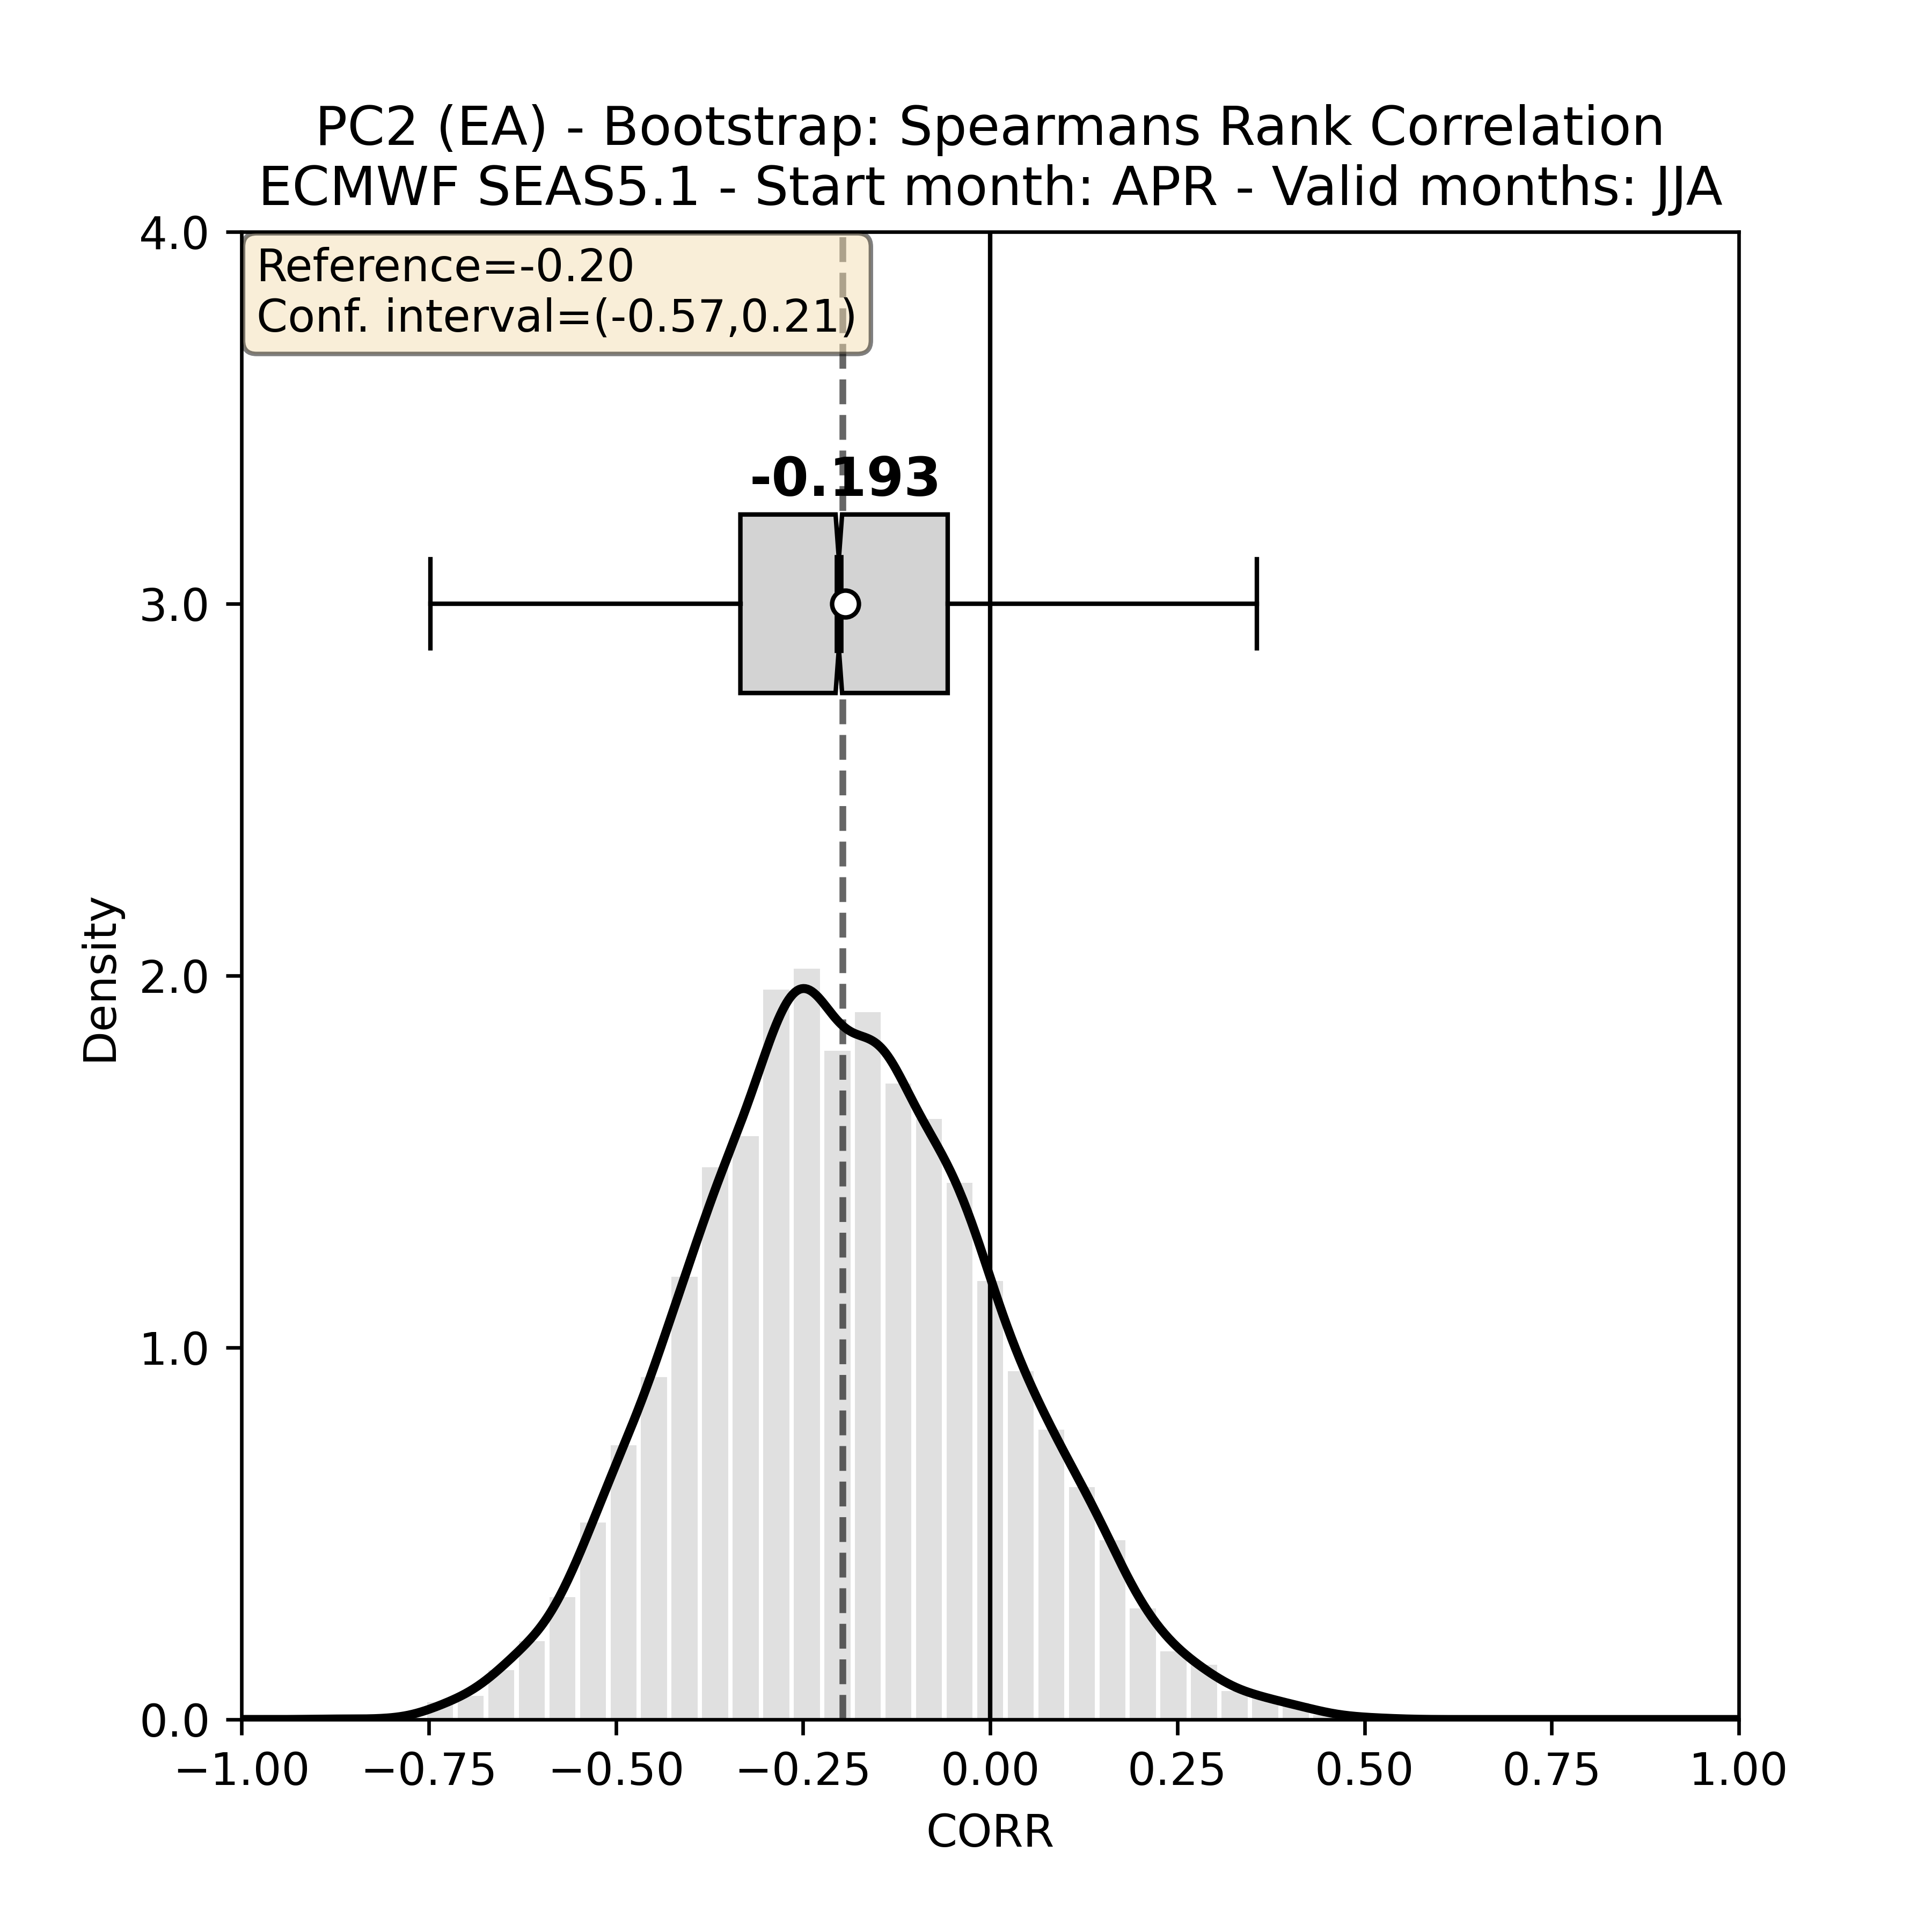 PC2 (EA) - Bootstrap: Spearmans Rank Correlation
ECMWF SEAS5.1 - Start month: APR - Valid months: JJA
Reference=-0.20
Conf. interval=(-0.57,0.21)
-0.193
Density
4.0
3.0
2.0
1.0
0.0
−1.00 −0.75 −0.50 −0.25 0.00 0.25 0.50 0.75 1.00
CORR